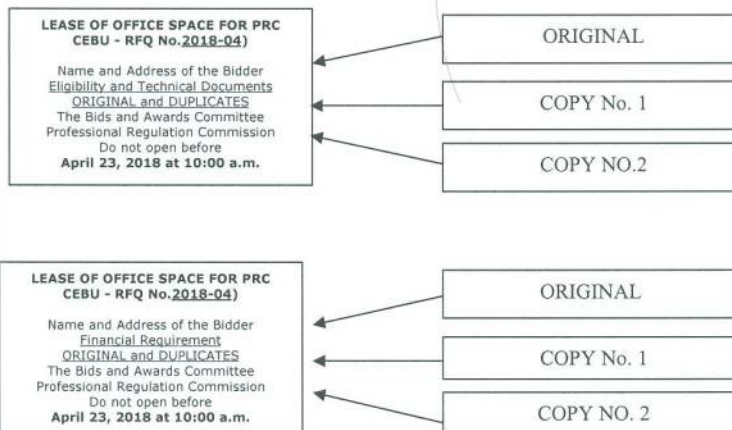 LEASE OF OFFICE SPACE FOR PRC
CEBU - RFQ No.2018-04)
Name and Address of the Bidder
Eligibility and Technical Documents
ORIGINAL and DUPLICATES
The Bids and Awards Committee
Professional Regulation Commission
Do not open before
April 23, 2018 at 10:00 a.m.
ORIGINAL
COPY No. 1
COPY NO.2
LEASE OF OFFICE SPACE FOR PRC
CEBU - RFQ No.2018-04)
Name and Address of the Bidder
Financial Requirement
ORIGINAL and DUPLICATES
The Bids and Awards Committee
Professional Regulation Commission
Do not open before
April 23, 2018 at 10:00 a.m.
ORIGINAL
COPY No. 1
COPY NO. 2